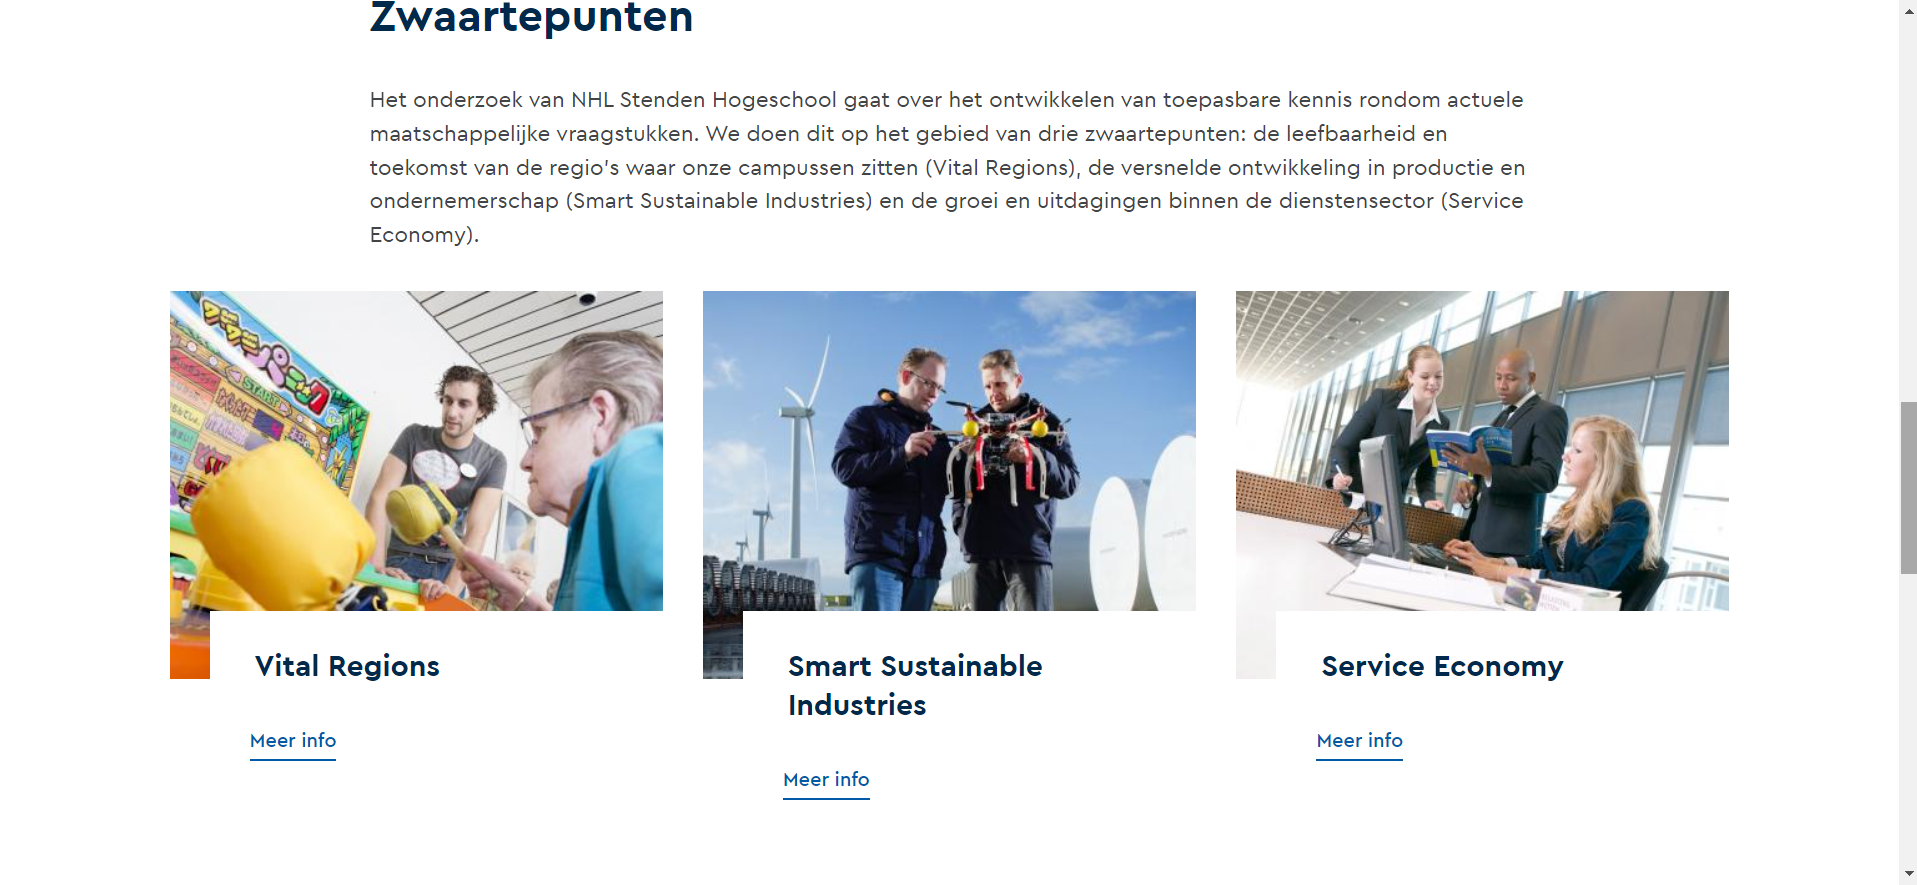 Zwaartepunten
Het onderzoek van NHL Stenden Hogeschool gaat over het ontwikkelen van toepasbare kennis rondom actuele
maatschappelijke vraagstukken. We doen dit op het gebied van drie zwaartepunten: de leefbaarheid en
toekomst van de regio's waar onze campussen zitten (Vital Regions), de versnelde ontwikkeling in productie en
ondernemerschap (Smart Sustainable Industries) en de groei en uitdagingen binnen de dienstensector (Service
Economy).
START!
Vital Regions
Smart Sustainable
Industries
Service Economy
Meer info
Meer info
Meer info